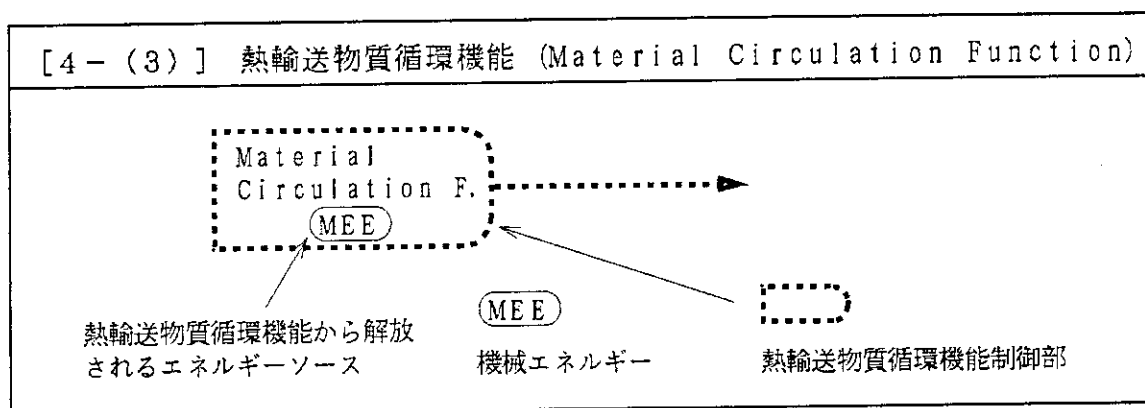 [4-(3)] 熱輸送物質循環機能 (Material Circulation Function)
Material
Circulation F.
MEE
熱輸送物質循環機能から解放
されるエネルギーソース
MEE
機械エネルギー
熱輸送物質循環機能制御部